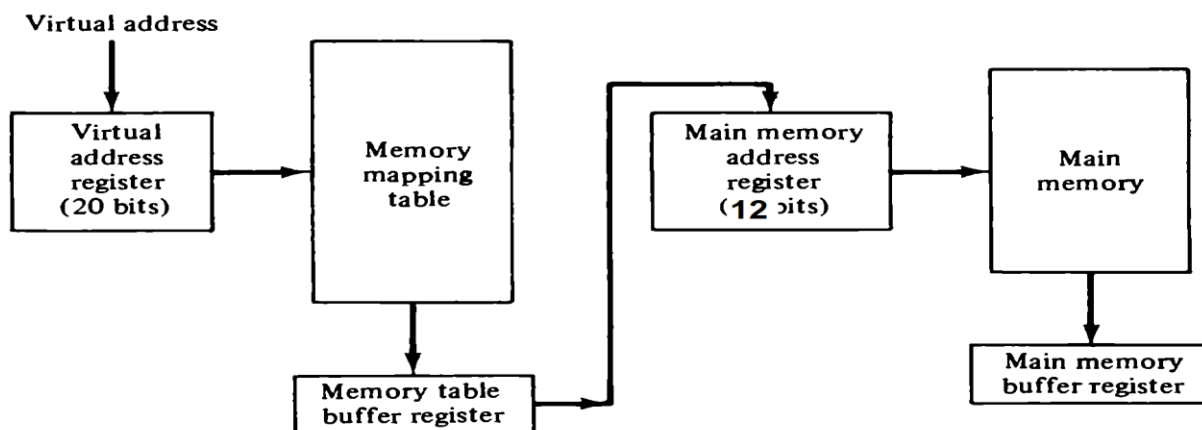 Virtual address
Virtual
address
register
(20 bits)
Memory
mapping
table
Memory table
buffer register
Main memory
address
register
(12 bits)
Main
memory
Main memory
buffer register